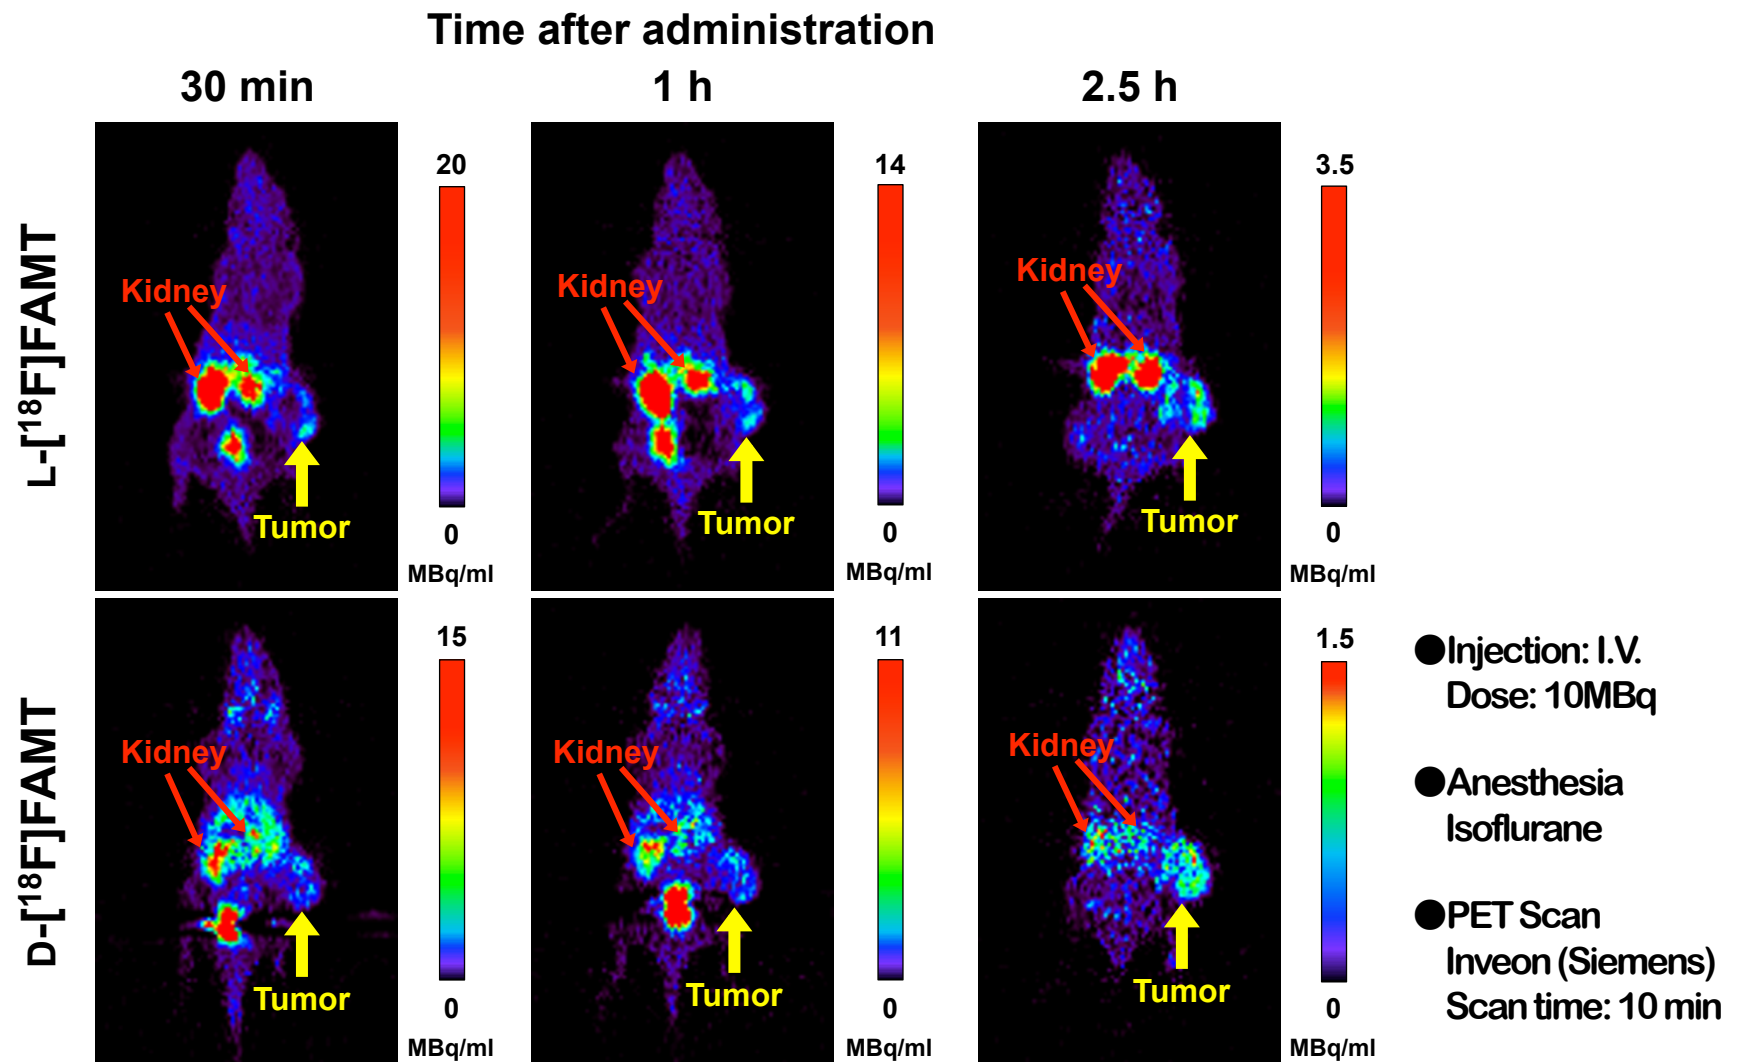 Time after administration
30 min
1 h
2.5 h
L-[¹⁸F]FAMT
Kidney
Tumor
20
0
MBq/ml
Kidney
Tumor
14
0
MBq/ml
Kidney
Tumor
3.5
0
MBq/ml
D-[¹⁸F]FAMT
Kidney
Tumor
15
0
MBq/ml
Kidney
Tumor
11
0
MBq/ml
Kidney
Tumor
1.5
0
MBq/ml
●Injection: I.V.
Dose: 10MBq
●Anesthesia
Isoflurane
●PET Scan
Inveon (Siemens)
Scan time: 10 min